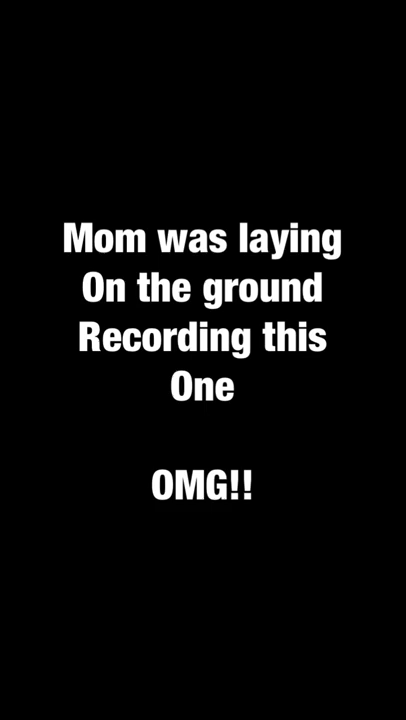 Mom was laying
On the ground
Recording this
One
OMG!!